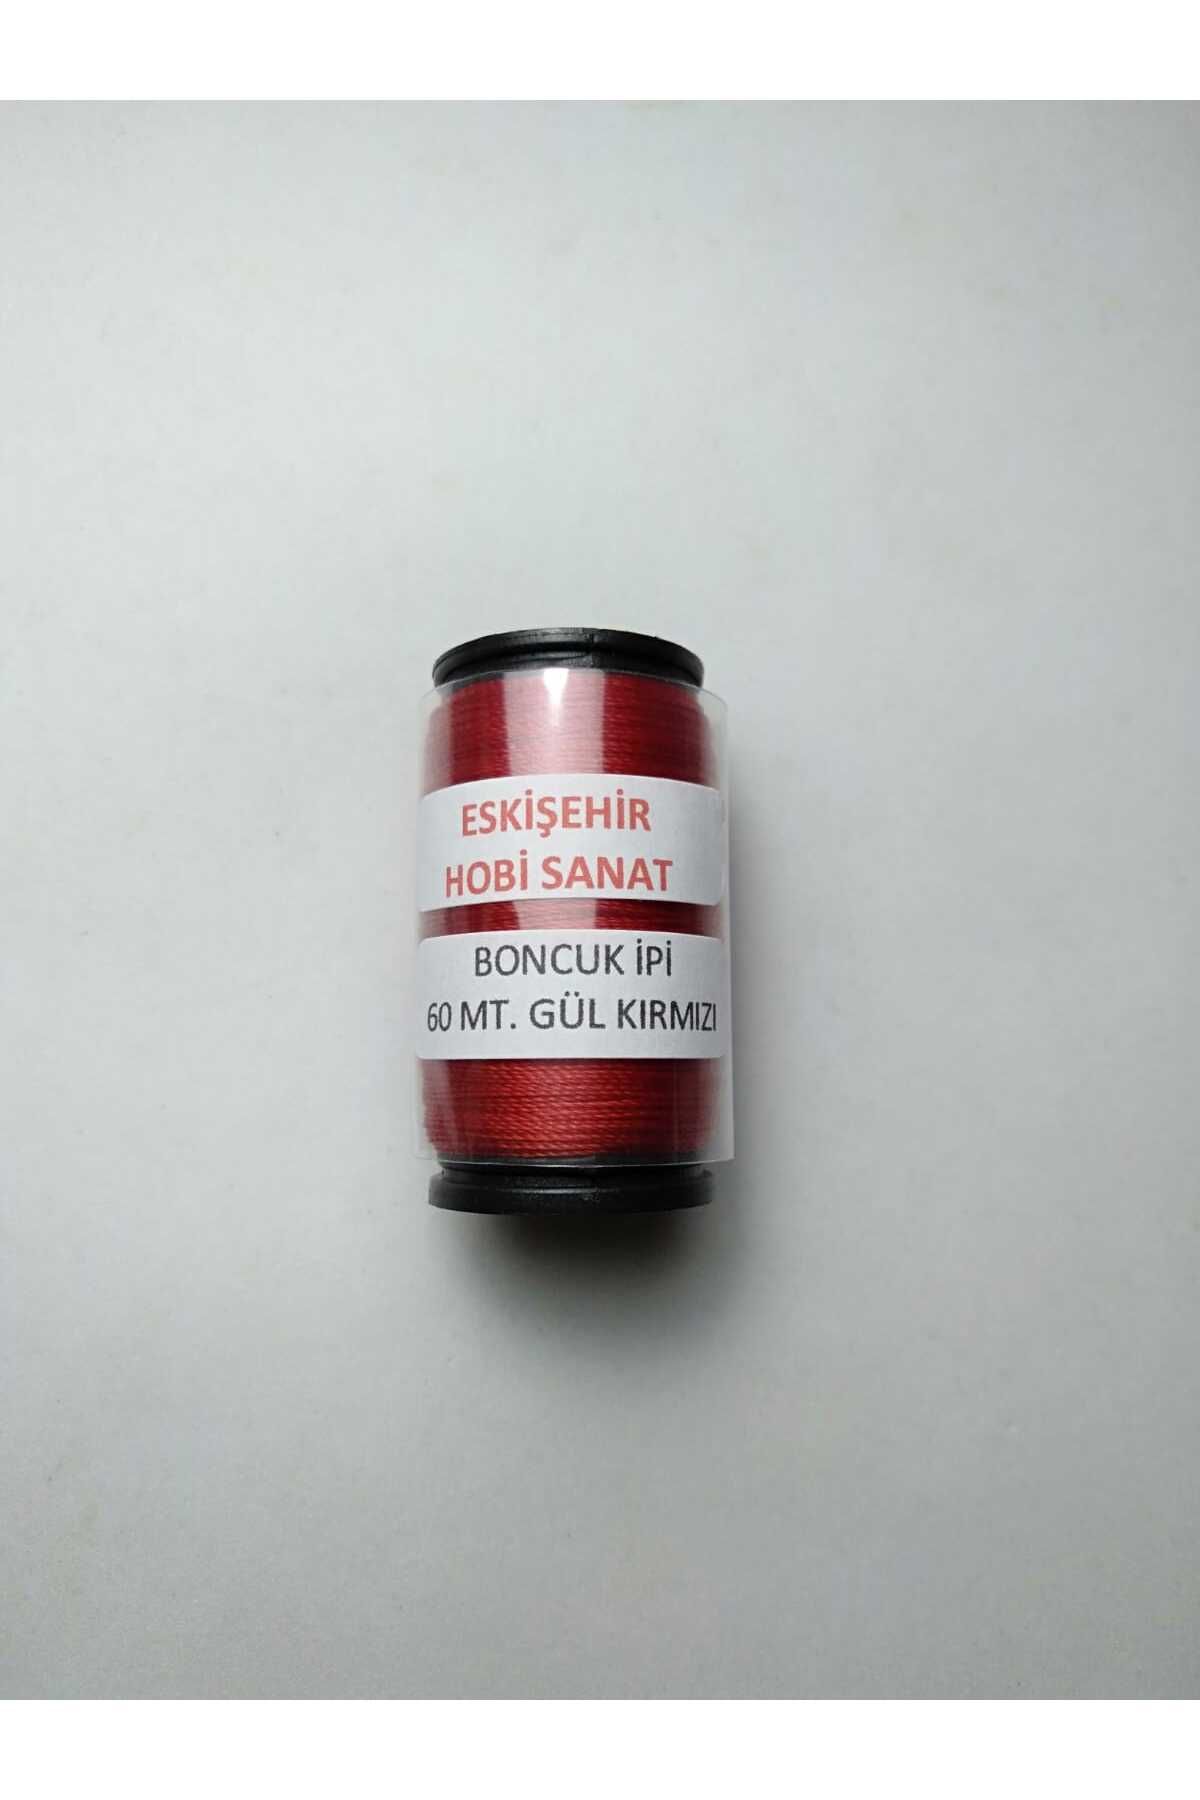 ESKİŞEHİR
HOBİ SANAT
BONCUK İPİ
60 MT. GÜL KIRMIZI